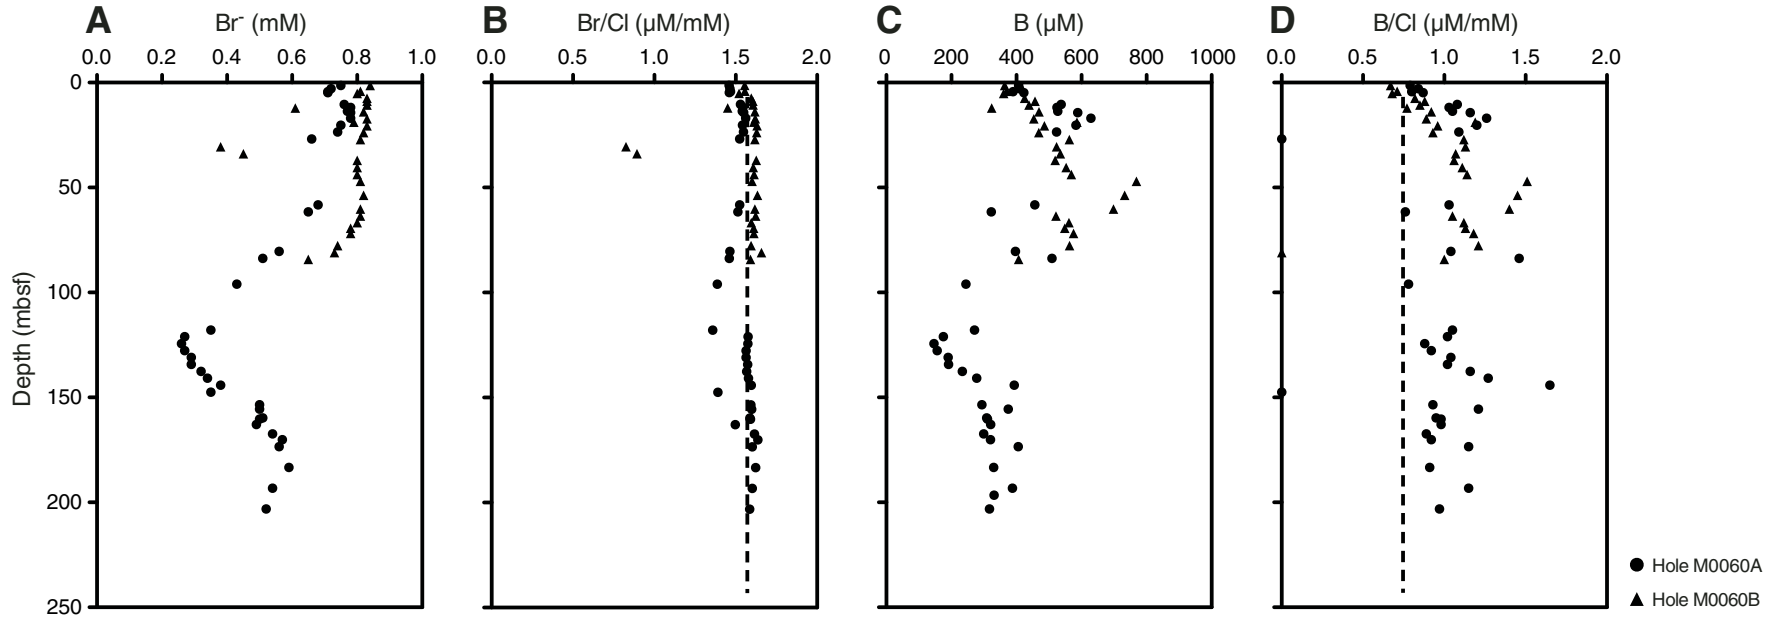 A Br⁻ (mM) B Br/Cl (µM/mM) C B (µM) D B/Cl (µM/mM)
0.0 0.2 0.4 0.6 0.8 1.0 0.0 0.5 1.0 1.5 2.0 0 200 400 600 800 1000 0.0 0.5 1.0 1.5 2.0
0
50
100
150
200
250
Depth (mbsf)
Hole M0060A
Hole M0060B